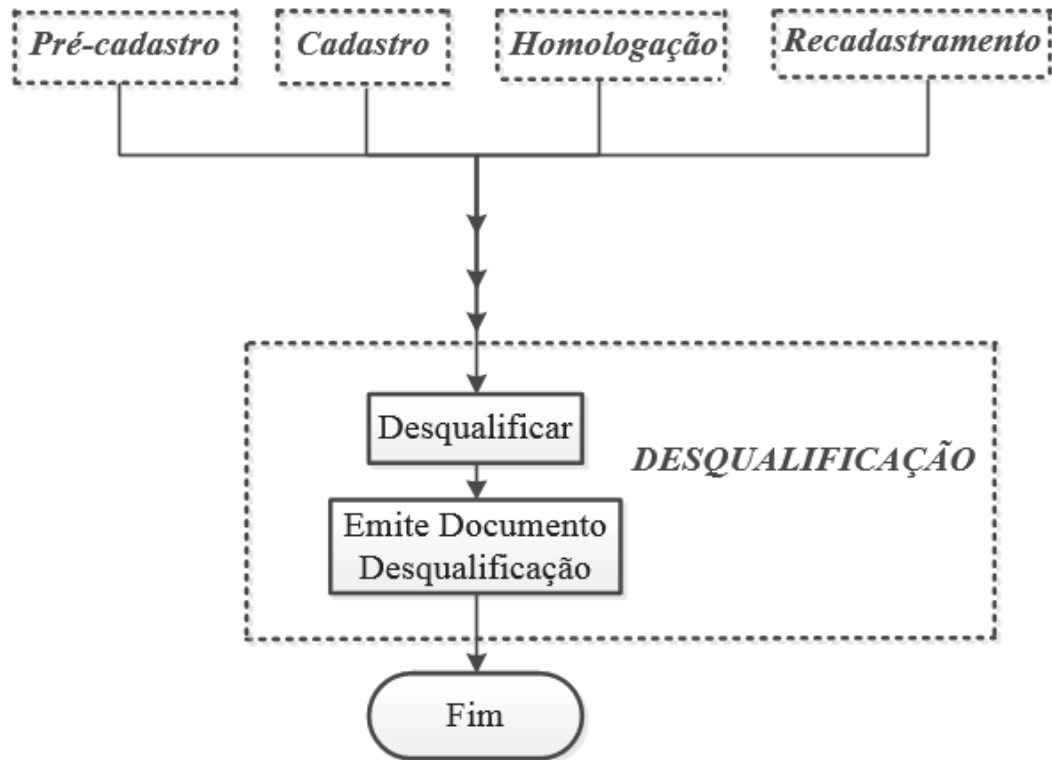 Pré-cadastro
Cadastro
Homologação
Recadastramento
Desqualificar
DESQUALIFICAÇÃO
Emite Documento
Desqualificação
Fim